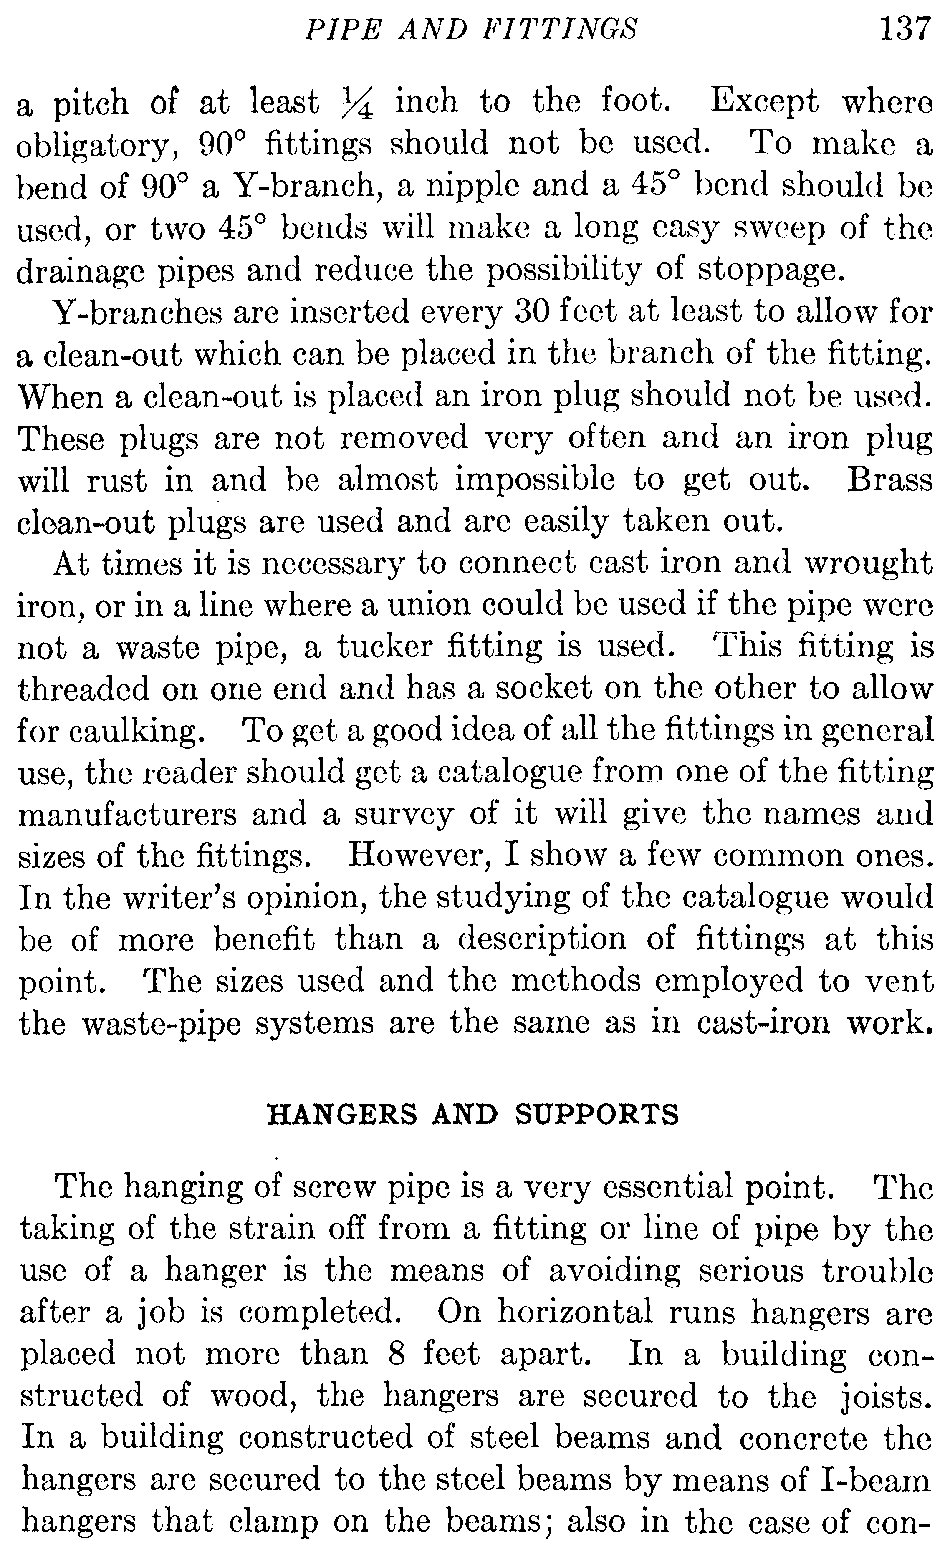 PIPE AND FITTINGS 137
a pitch of at least ¼ inch to the foot. Except where
obligatory, 90° fittings should not be used. To make a
bend of 90° a Y-branch, a nipple and a 45° bend should be
used, or two 45° bends will make a long easy sweep of the
drainage pipes and reduce the possibility of stoppage.
Y-branches are inserted every 30 feet at least to allow for
a clean-out which can be placed in the branch of the fitting.
When a clean-out is placed an iron plug should not be used.
These plugs are not removed very often and an iron plug
will rust in and be almost impossible to get out. Brass
clean-out plugs are used and are easily taken out.
At times it is necessary to connect cast iron and wrought
iron, or in a line where a union could be used if the pipe were
not a waste pipe, a tucker fitting is used. This fitting is
threaded on one end and has a socket on the other to allow
for caulking. To get a good idea of all the fittings in general
use, the reader should get a catalogue from one of the fitting
manufacturers and a survey of it will give the names and
sizes of the fittings. However, I show a few common ones.
In the writer's opinion, the studying of the catalogue would
be of more benefit than a description of fittings at this
point. The sizes used and the methods employed to vent
the waste-pipe systems are the same as in cast-iron work.
HANGERS AND SUPPORTS
The hanging of screw pipe is a very essential point. The
taking of the strain off from a fitting or line of pipe by the
use of a hanger is the means of avoiding serious trouble
after a job is completed. On horizontal runs hangers are
placed not more than 8 feet apart. In a building con-
structed of wood, the hangers are secured to the joists.
In a building constructed of steel beams and concrete the
hangers are secured to the steel beams by means of I-beam
hangers that clamp on the beams; also in the case of con-